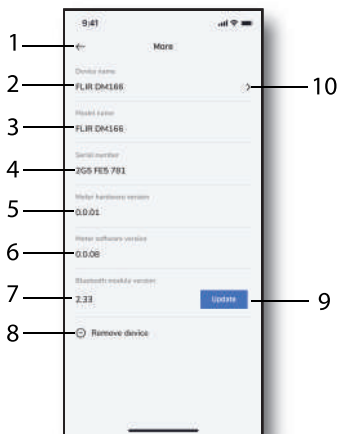 9:41
1
More
Device name
2
FLIR DM166
10
Model name
3
FLIR DM166
Serial number
4
2G5 FE5 781
Meter hardware version
5
0.0.01
Meter software version
6
0.0.08
Bluetooth module version
7
2.33
Update
9
8
Remove device